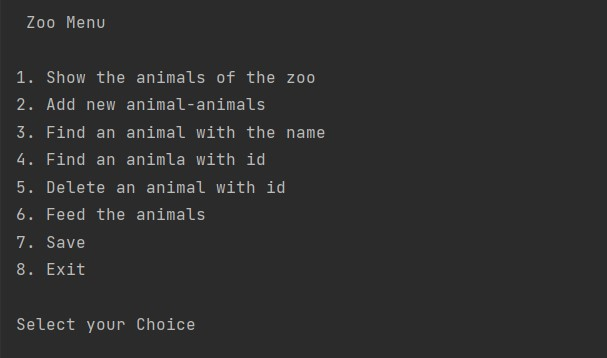 Zoo Menu
1. Show the animals of the zoo
2. Add new animal-animals
3. Find an animal with the name
4. Find an animla with id
5. Delete an animal with id
6. Feed the animals
7. Save
8. Exit
Select your Choice